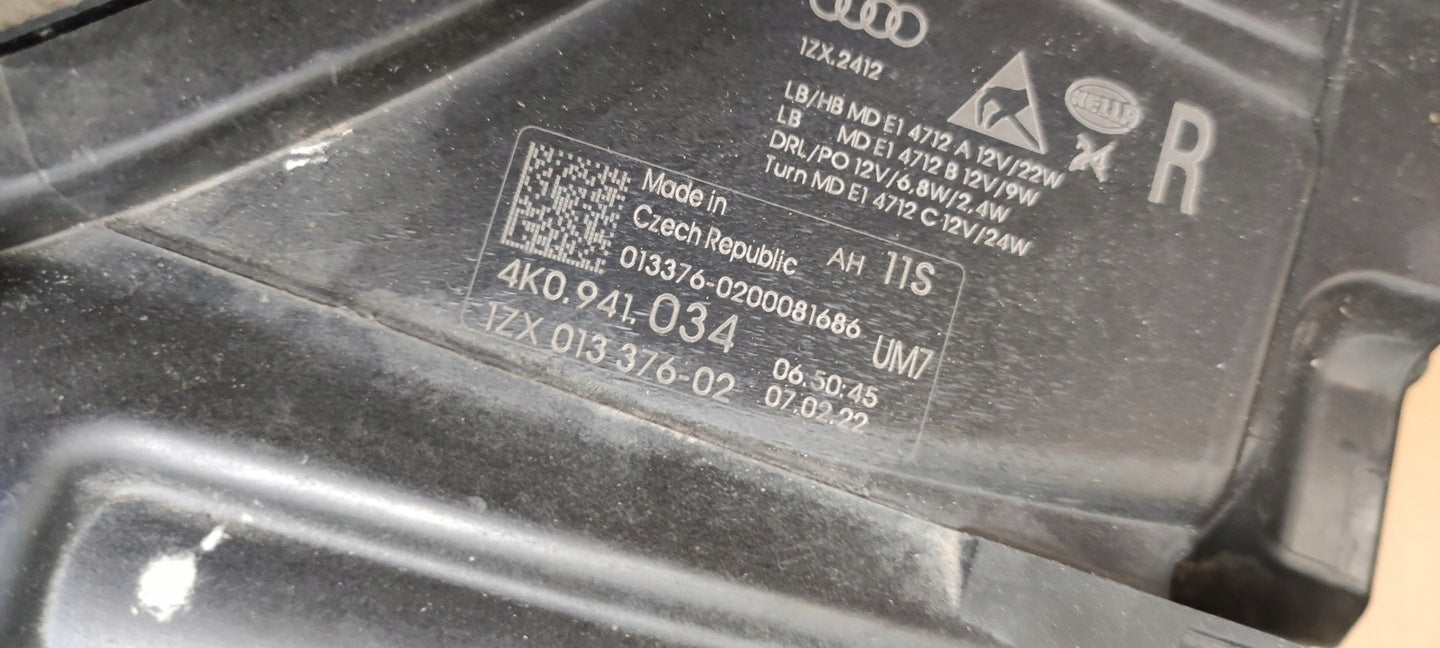 1ZX.2412
LB/HB MD E1 4712 A 12V/22W
LB MD E1 4712 B 12V/9W
DRL/PO 12V/6,8W/2,4W
Turn MD E1 4712 C 12V/24W
HELLA
24
R
Made in
Czech Republic
AH 11S
013376-0200081686
4K0.941.034
UM7
1ZX 013 376-02
06.50:45
07.02.22